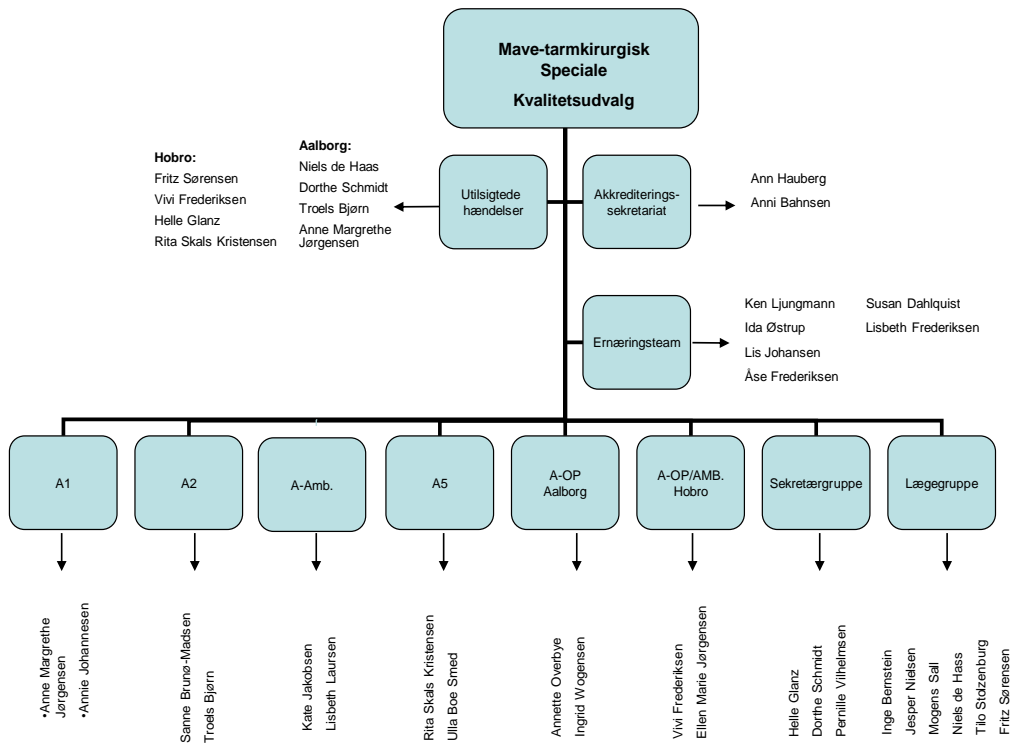 Mave-tarmkirurgisk
Speciale
Kvalitetsudvalg
Hobro:
Fritz Sørensen
Vivi Frederiksen
Helle Glanz
Rita Skals Kristensen
Aalborg:
Niels de Haas
Dorthe Schmidt
Troels Bjørn
Anne Margrethe
Jørgensen
Utilsigtede
hændelser
Akkrediterings-
sekretariat
Ann Hauberg
Anni Bahnsen
Ernæringsteam
Ken Ljungmann
Ida Østrup
Lis Johansen
Åse Frederiksen
Susan Dahlquist
Lisbeth Frederiksen
A1
A2
A-Amb.
A5
A-OP
Aalborg
A-OP/AMB.
Hobro
Sekretærgruppe
Lægegruppe
•Anne Margrethe
Jørgensen
•Annie Johannesen
Sanne Brunø-Madsen
Troels Bjørn
Kate Jakobsen
Lisbeth Laursen
Rita Skals Kristensen
Ulla Boe Smed
Annette Overbye
Ingrid Wogensen
Vivi Frederiksen
Ellen Marie Jørgensen
Helle Glanz
Dorthe Schmidt
Pernille Vilhelmsen
Inge Bernstein
Jesper Nielsen
Mogens Sall
Niels de Hass
Tilo Stolzenburg
Fritz Sørensen